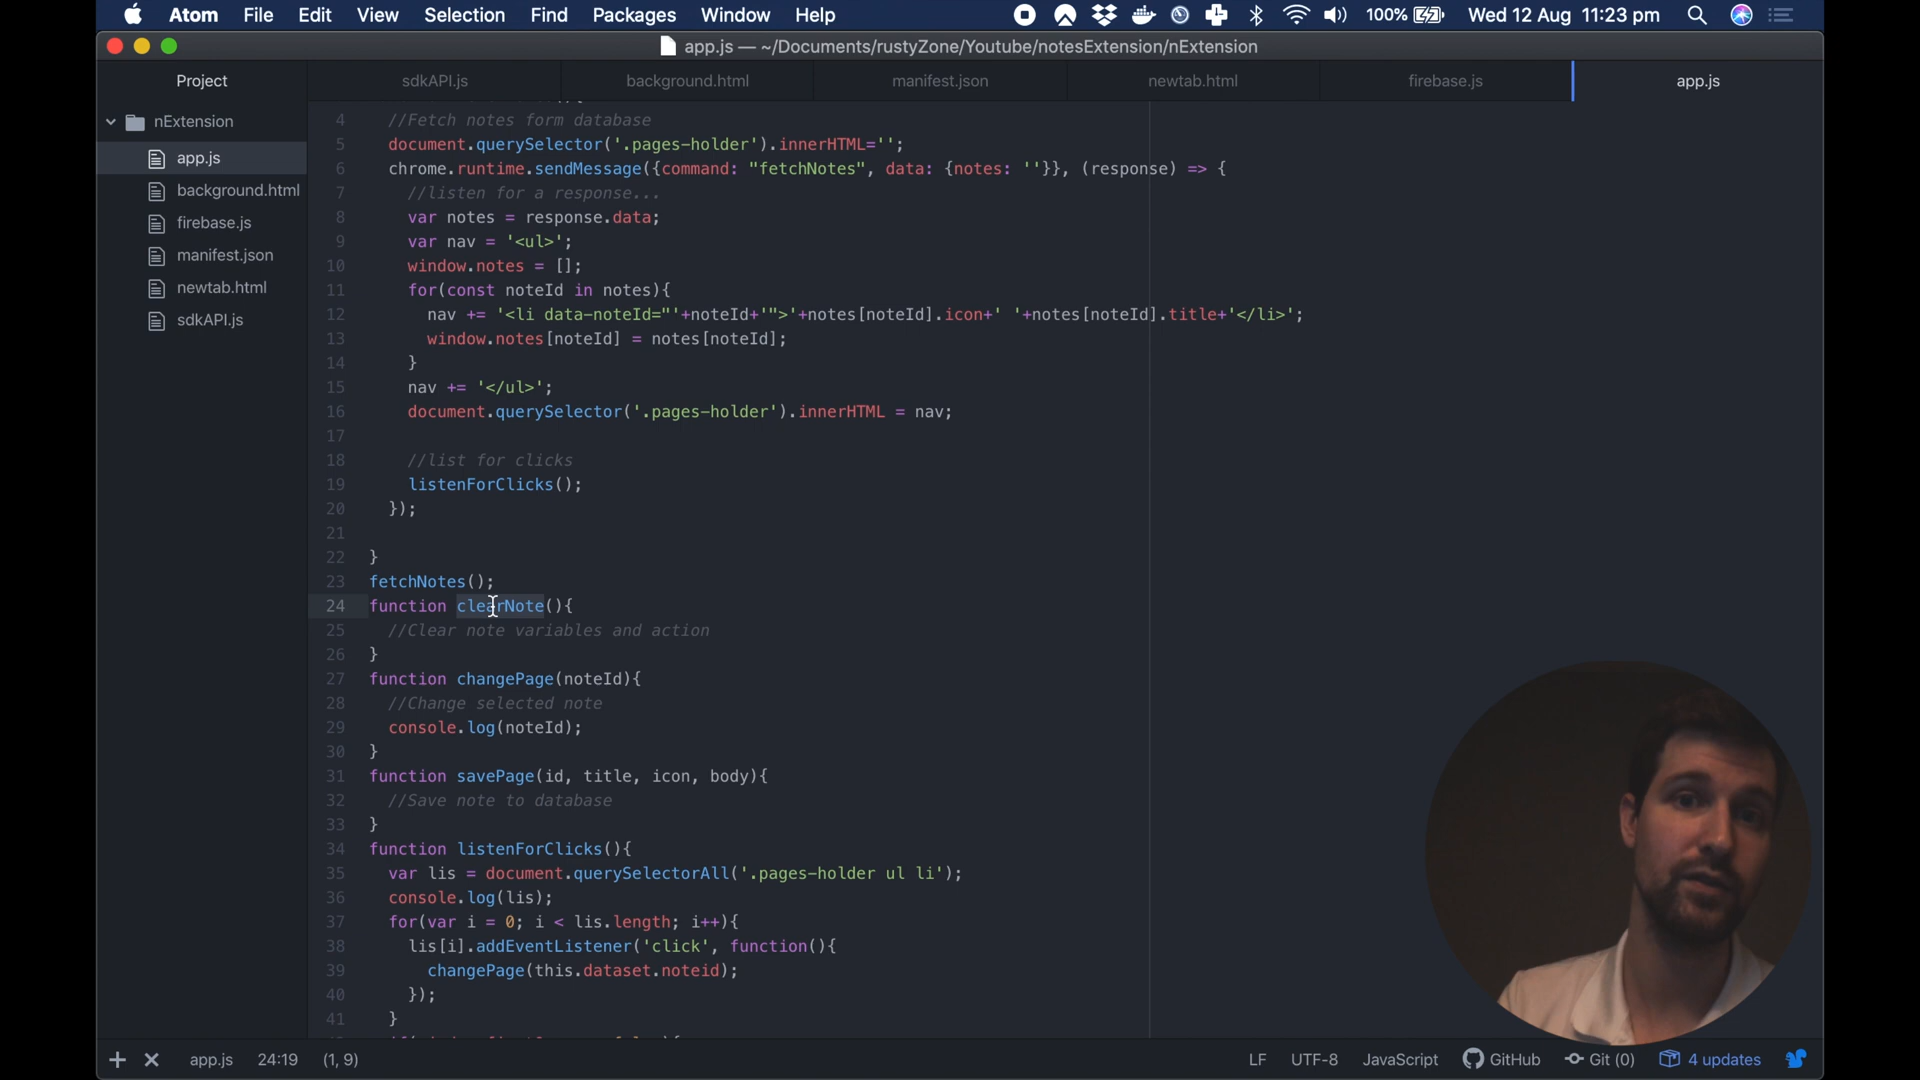 Atom File Edit View Selection Find Packages Window Help 100% Wed 12 Aug 11:23 pm
app.js — ~/Documents/rustyZone/Youtube/notesExtension/nExtension
Project sdkAPI.js background.html manifest.json newtab.html firebase.js app.js
nExtension
app.js
background.html
firebase.js
manifest.json
newtab.html
sdkAPI.js
4 //Fetch notes form database
5 document.querySelector('.pages-holder').innerHTML='';
6 chrome.runtime.sendMessage({command: "fetchNotes", data: {notes: ''}}, (response) => {
7 //listen for a response...
8 var notes = response.data;
9 var nav = '<ul>';
10 window.notes = [];
11 for(const noteId in notes){
12 nav += '<li data-noteId="'+noteId+'">'+notes[noteId].icon+' '+notes[noteId].title+'</li>';
13 window.notes[noteId] = notes[noteId];
14 }
15 nav += '</ul>';
16 document.querySelector('.pages-holder').innerHTML = nav;
17
18 //list for clicks
19 listenForClicks();
20 });
21
22 }
23 fetchNotes();
24 function clearNote(){
25 //Clear note variables and action
26 }
27 function changePage(noteId){
28 //Change selected note
29 console.log(noteId);
30 }
31 function savePage(id, title, icon, body){
32 //Save note to database
33 }
34 function listenForClicks(){
35 var lis = document.querySelectorAll('.pages-holder ul li');
36 console.log(lis);
37 for(var i = 0; i < lis.length; i++){
38 lis[i].addEventListener('click', function(){
39 changePage(this.dataset.noteid);
40 });
41 }
app.js 24:19 (1, 9) LF UTF-8 JavaScript GitHub Git (0) 4 updates